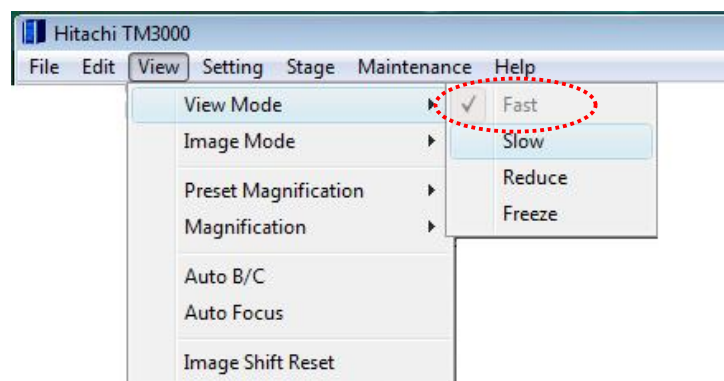 Hitachi TM3000
File Edit View Setting Stage Maintenance Help
View Mode
Fast
Image Mode
Slow
Preset Magnification
Reduce
Magnification
Freeze
Auto B/C
Auto Focus
Image Shift Reset